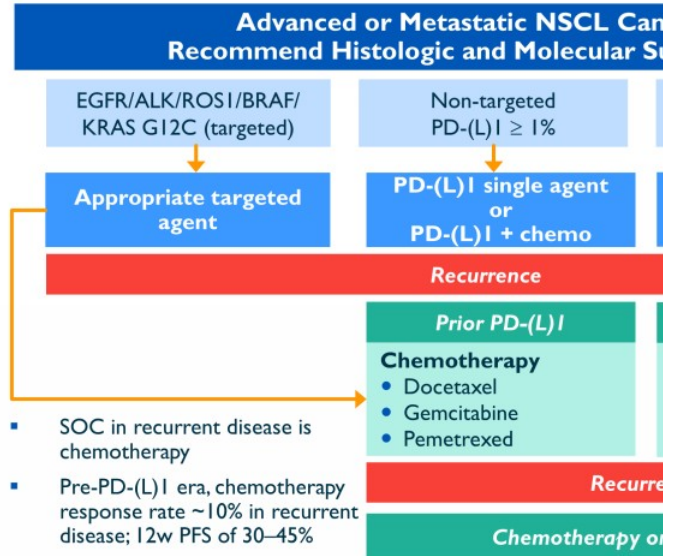 Advanced or Metastatic NSCL
Recommend Histologic and Molecular
EGFR/ALK/ROS1/BRAF/
KRAS G12C (targeted)
Non-targeted
PD-(L)1 ≥ 1%
Appropriate targeted
agent
PD-(L)1 single agent
or
PD-(L)1 + chemo
Recurrence
Prior PD-(L)1
Chemotherapy
• Docetaxel
• Gemcitabine
• Pemetrexed
▪ SOC in recurrent disease is
chemotherapy
▪ Pre-PD-(L)1 era, chemotherapy
response rate ~10% in recurrent
disease; 12w PFS of 30–45%
Chemotherapy or